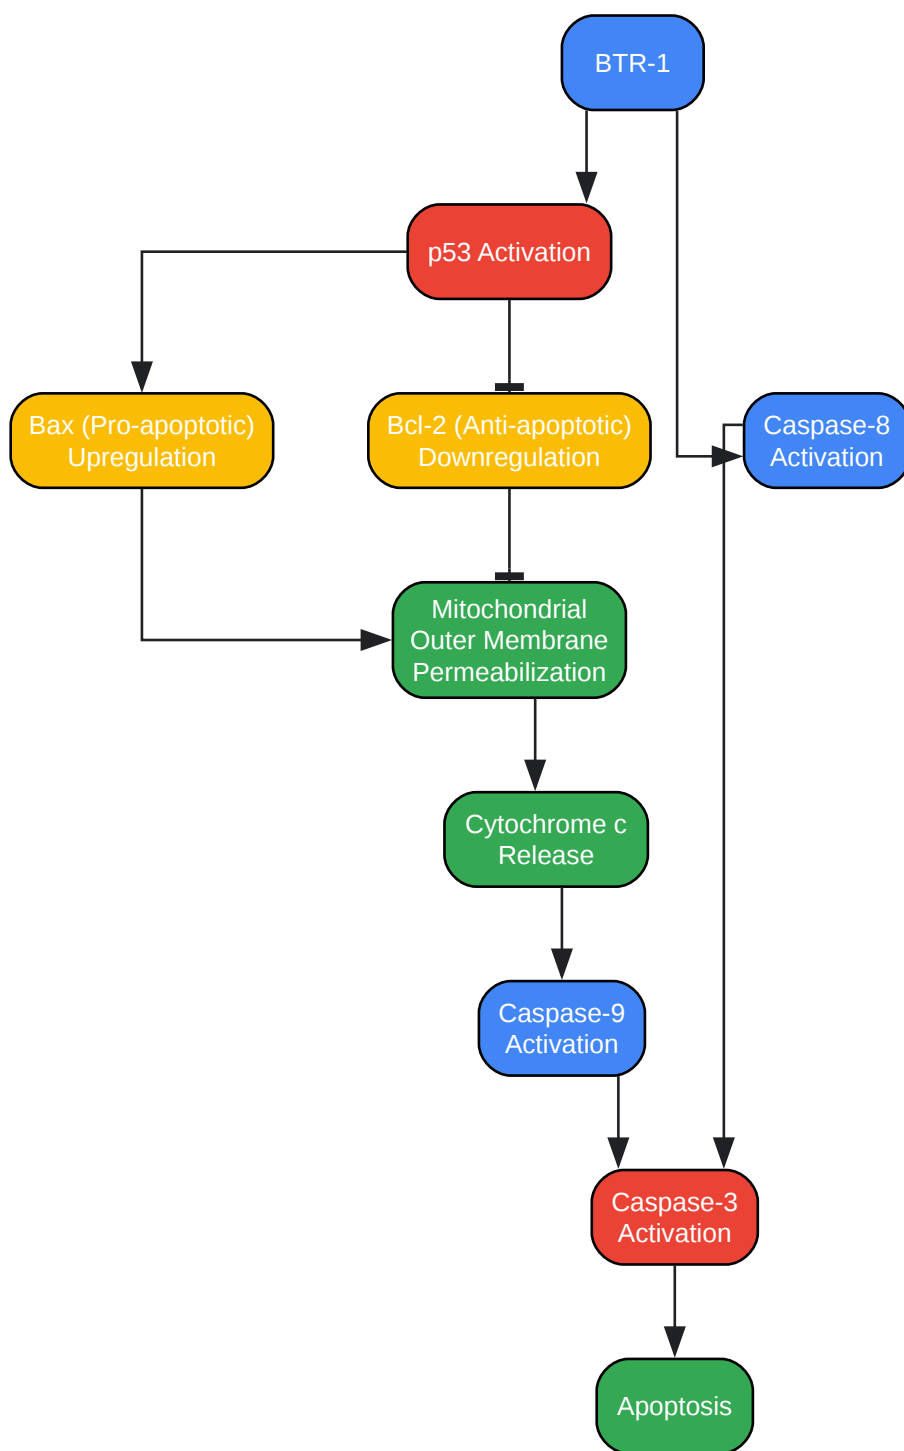 BTR-1
p53 Activation
Bax (Pro-apoptotic)
Upregulation
Bcl-2 (Anti-apoptotic)
Downregulation
Caspase-8
Activation
Mitochondrial
Outer Membrane
Permeabilization
Cytochrome c
Release
Caspase-9
Activation
Caspase-3
Activation
Apoptosis